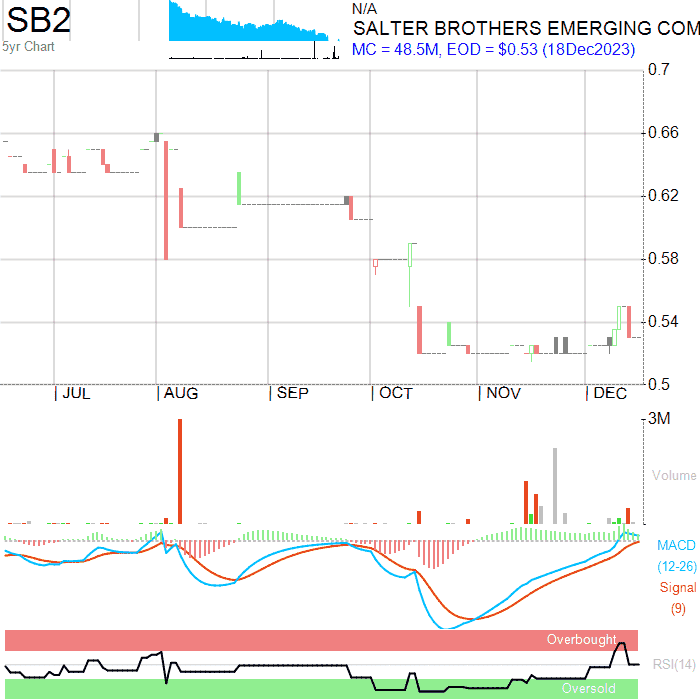 SB2
5yr Chart
N/A
SALTER BROTHERS EMERGING COM
MC = 48.5M, EOD = $0.53 (18Dec2023)
0.7
0.66
0.62
0.58
0.54
0.5
JUL AUG SEP OCT NOV DEC
3M
Volume
MACD
(12-26)
Signal
(9)
Overbought
RSI(14)
Oversold